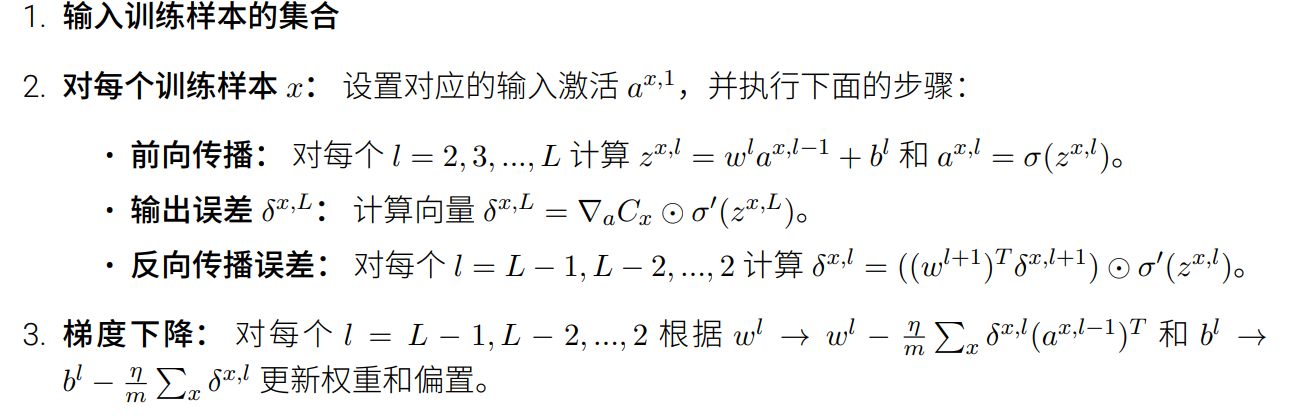 1. 输入训练样本的集合
2. 对每个训练样本 $x$： 设置对应的输入激活 $a^{x,1}$，并执行下面的步骤：
• 前向传播： 对每个 $l = 2, 3, ..., L$ 计算 $z^{x,l} = w^l a^{x,l-1} + b^l$ 和 $a^{x,l} = \sigma(z^{x,l})$。
• 输出误差 $\delta^{x,L}$： 计算向量 $\delta^{x,L} = \nabla_a C_x \odot \sigma'(z^{x,L})$。
• 反向传播误差： 对每个 $l = L - 1, L - 2, ..., 2$ 计算 $\delta^{x,l} = ((w^{l+1})^T \delta^{x,l+1}) \odot \sigma'(z^{x,l})$。
3. 梯度下降： 对每个 $l = L - 1, L - 2, ..., 2$ 根据 $w^l \to w^l - \frac{\eta}{m} \sum_x \delta^{x,l} (a^{x,l-1})^T$ 和 $b^l \to$
$b^l - \frac{\eta}{m} \sum_x \delta^{x,l}$ 更新权重和偏置。